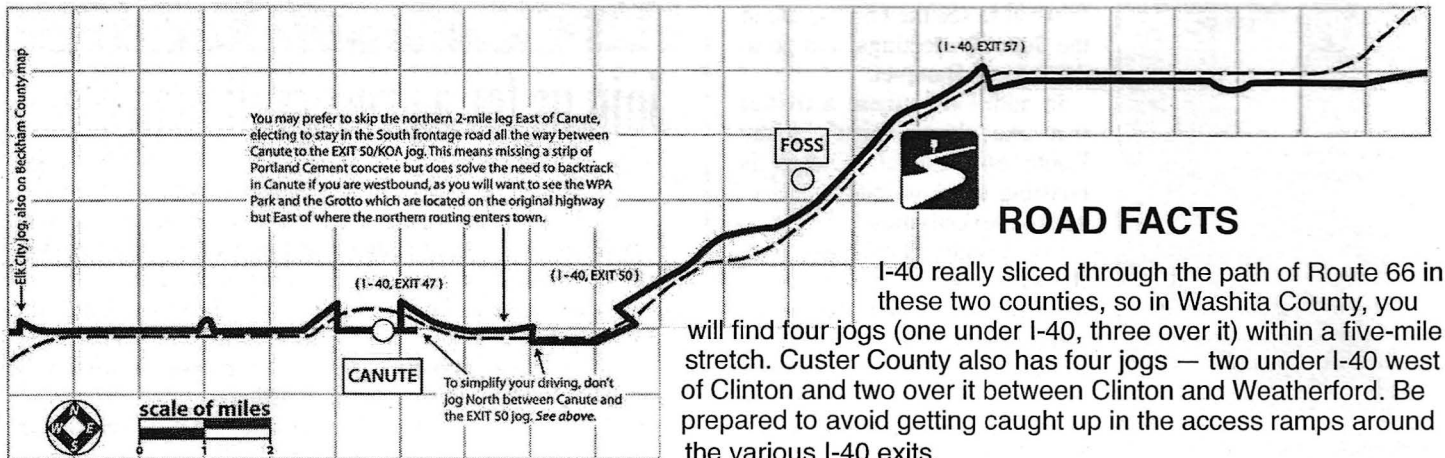 (I-40, EXIT 57)
Elk City Jog, also on Beckham County map
You may prefer to skip the northern 2-mile leg East of Canute,
electing to stay in the South frontage road all the way between
Canute to the EXIT 50/KOA jog. This means missing a strip of
Portland Cement concrete but does solve the need to backtrack
in Canute if you are westbound, as you will want to see the WPA
Park and the Grotto which are located on the original highway
but East of where the northern routing enters town.
FOSS
(I-40, EXIT 47)
(I-40, EXIT 50)
CANUTE
To simplify your driving, don't
jog North between Canute and
the EXIT 50 jog. See above.
N
W E
S
scale of miles
0 1 2
ROAD FACTS
I-40 really sliced through the path of Route 66 in
these two counties, so in Washita County, you
will find four jogs (one under I-40, three over it) within a five-mile
stretch. Custer County also has four jogs — two under I-40 west
of Clinton and two over it between Clinton and Weatherford. Be
prepared to avoid getting caught up in the access ramps around
the various I-40 exits